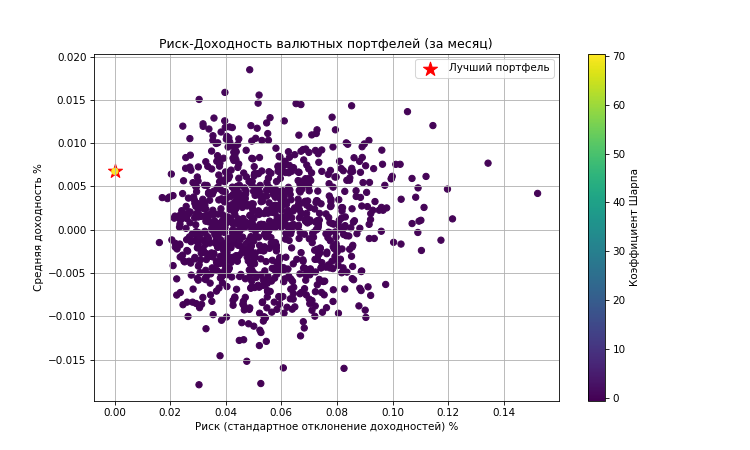 Риск-Доходность валютных портфелей (за месяц)
Лучший портфель
Средняя доходность %
0.020
0.015
0.010
0.005
0.000
−0.005
−0.010
−0.015
0.00 0.02 0.04 0.06 0.08 0.10 0.12 0.14
Риск (стандартное отклонение доходностей) %
70
60
50
40
30
20
10
0
Коэффициент Шарпа